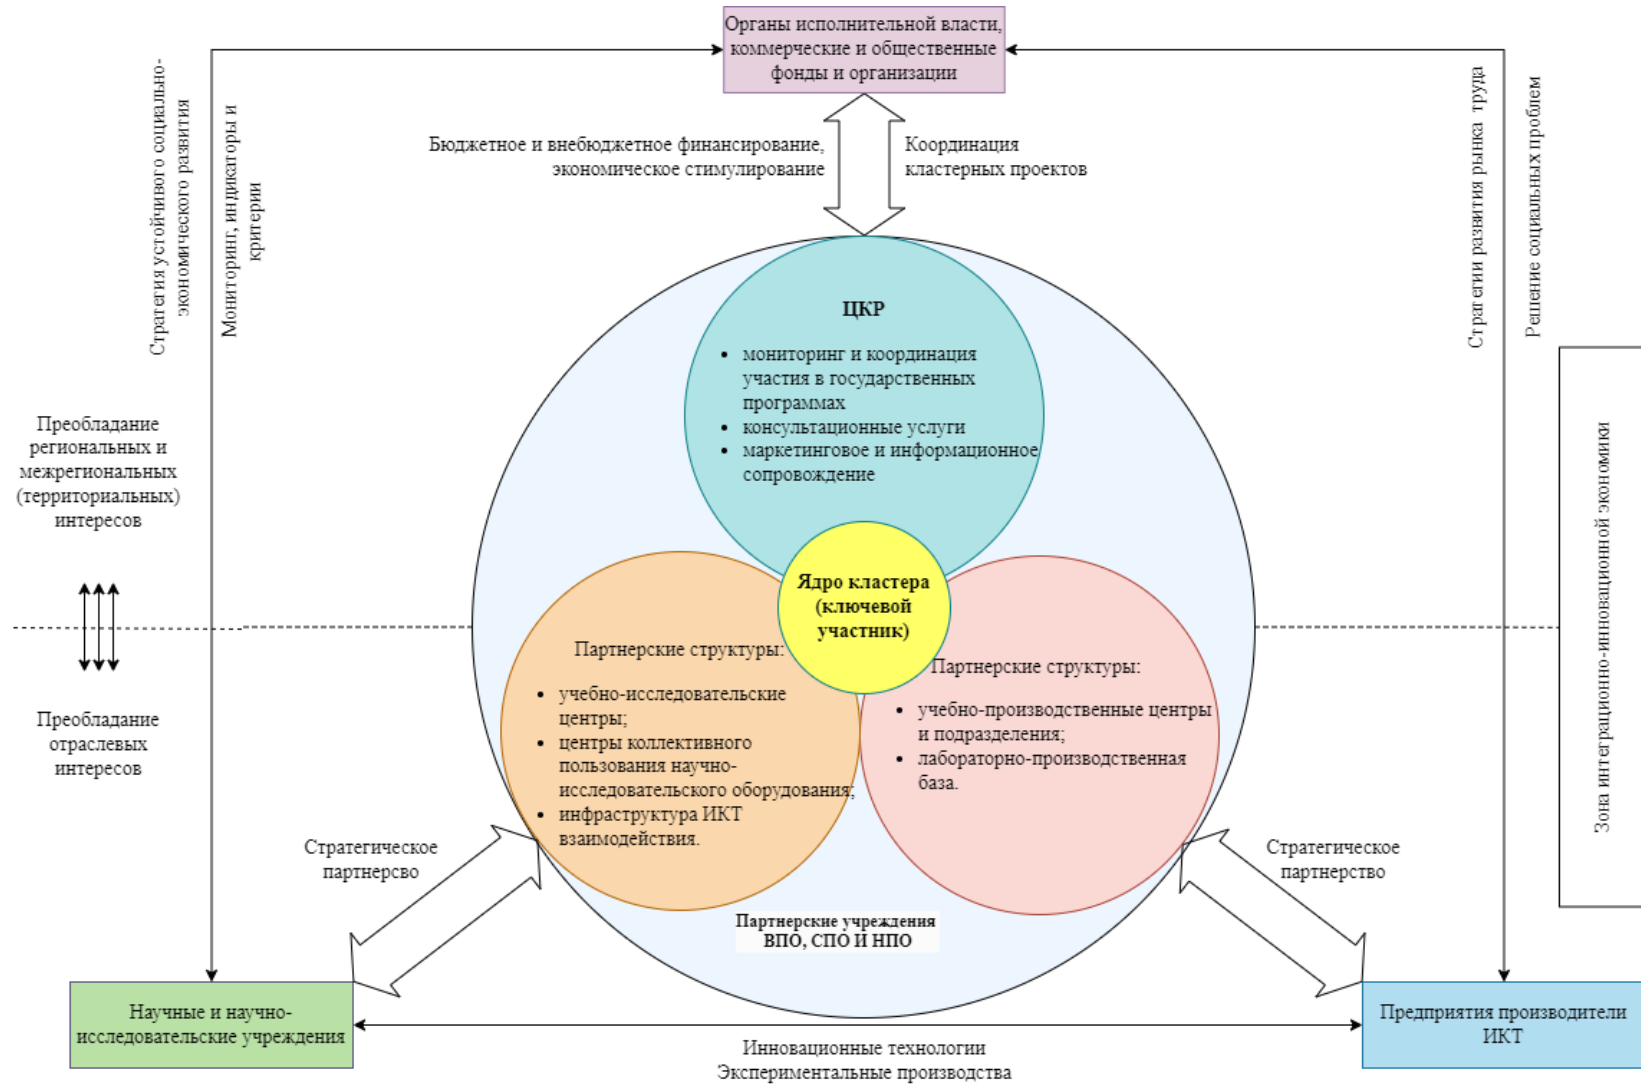 Органы исполнительной власти,
коммерческие и общественные
фонды и организации
Бюджетное и внебюджетное финансирование,
экономическое стимулирование
Координация
кластерных проектов
Стратегия устойчивого социально-
экономического развития
Мониторинг, индикаторы и
критерии
Стратегии развития рынка труда
Решение социальных проблем
ЦКР
• мониторинг и координация
участия в государственных
программах
• консультационные услуги
• маркетинговое и информационное
сопровождение
Преобладание
региональных и
межрегиональных
(территориальных)
интересов
Зона интеграционно-инновационной экономики
Ядро кластера
(ключевой
участник)
Преобладание
отраслевых
интересов
Партнерские структуры:
• учебно-исследовательские
центры;
• центры коллективного
пользования научно-
исследовательского оборудования;
• инфраструктура ИКТ
взаимодействия.
Партнерские структуры:
• учебно-производственные центры
и подразделения;
• лабораторно-производственная
база.
Стратегическое
партнерсво
Стратегическое
партнерство
Партнерские учреждения
ВПО, СПО И НПО
Научные и научно-
исследовательские учреждения
Предприятия производители
ИКТ
Инновационные технологии
Экспериментальные производства